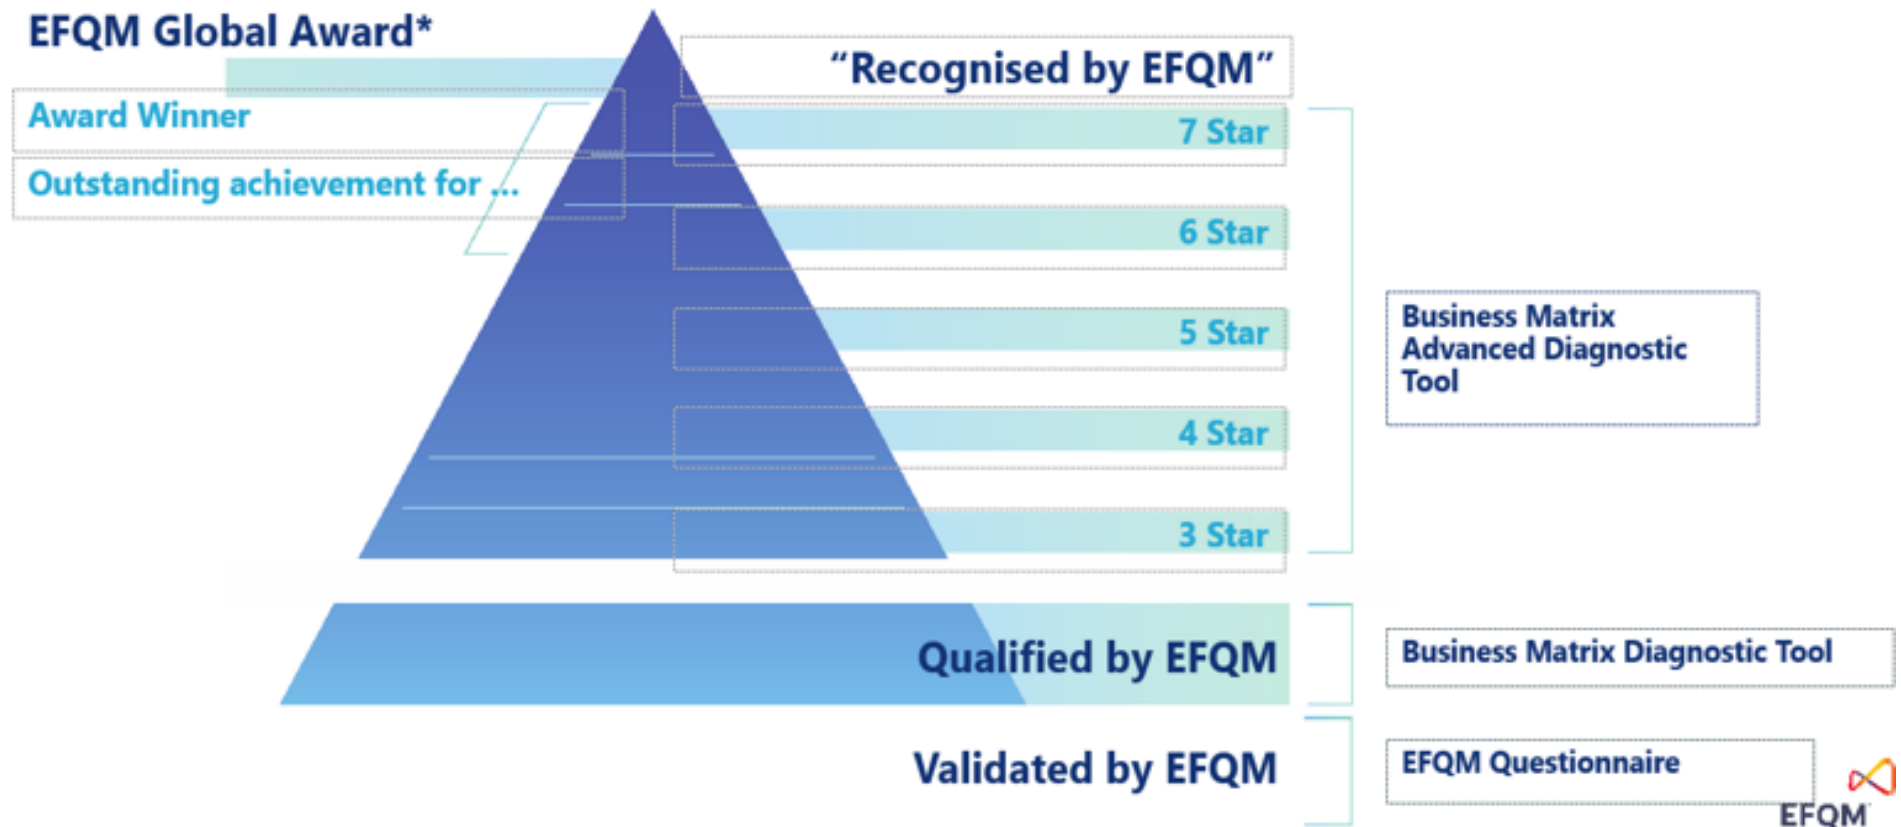 EFQM Global Award*
Award Winner
Outstanding achievement for ...
“Recognised by EFQM”
7 Star
6 Star
5 Star
4 Star
3 Star
Business Matrix
Advanced Diagnostic
Tool
Qualified by EFQM
Business Matrix Diagnostic Tool
Validated by EFQM
EFQM Questionnaire
EFQM